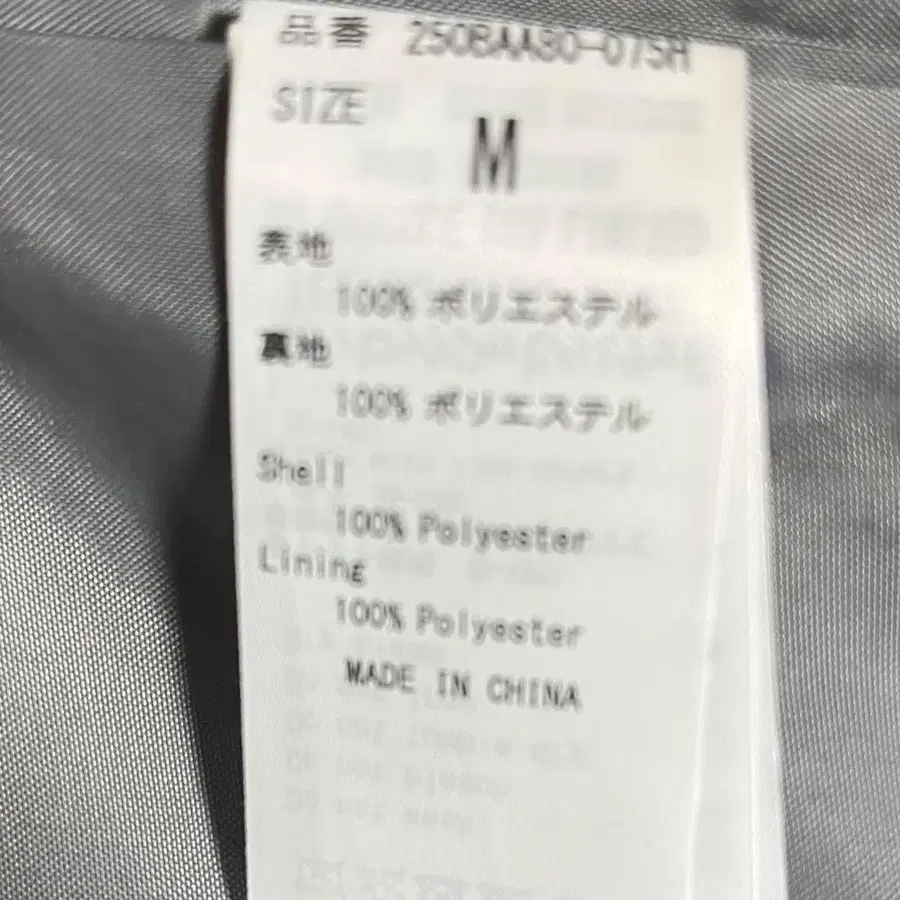 品番 250BAA80-075H
SIZE
M
表地
100% ポリエステル
裏地
100% ポリエステル
Shell
100% Polyester
Lining
100% Polyester
MADE IN CHINA